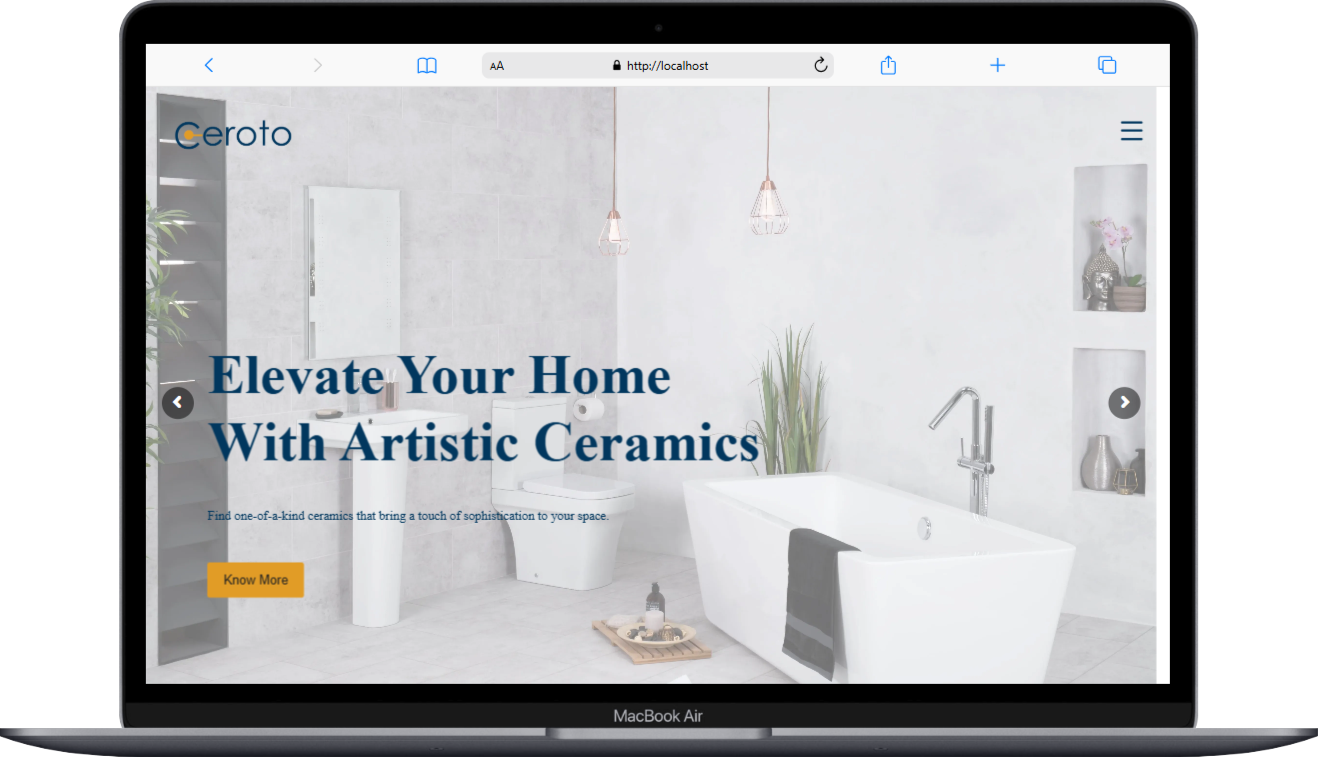 AA http://localhost
Ceroto
Elevate Your Home
With Artistic Ceramics
Find one-of-a-kind ceramics that bring a touch of sophistication to your space.
Know More
MacBook Air